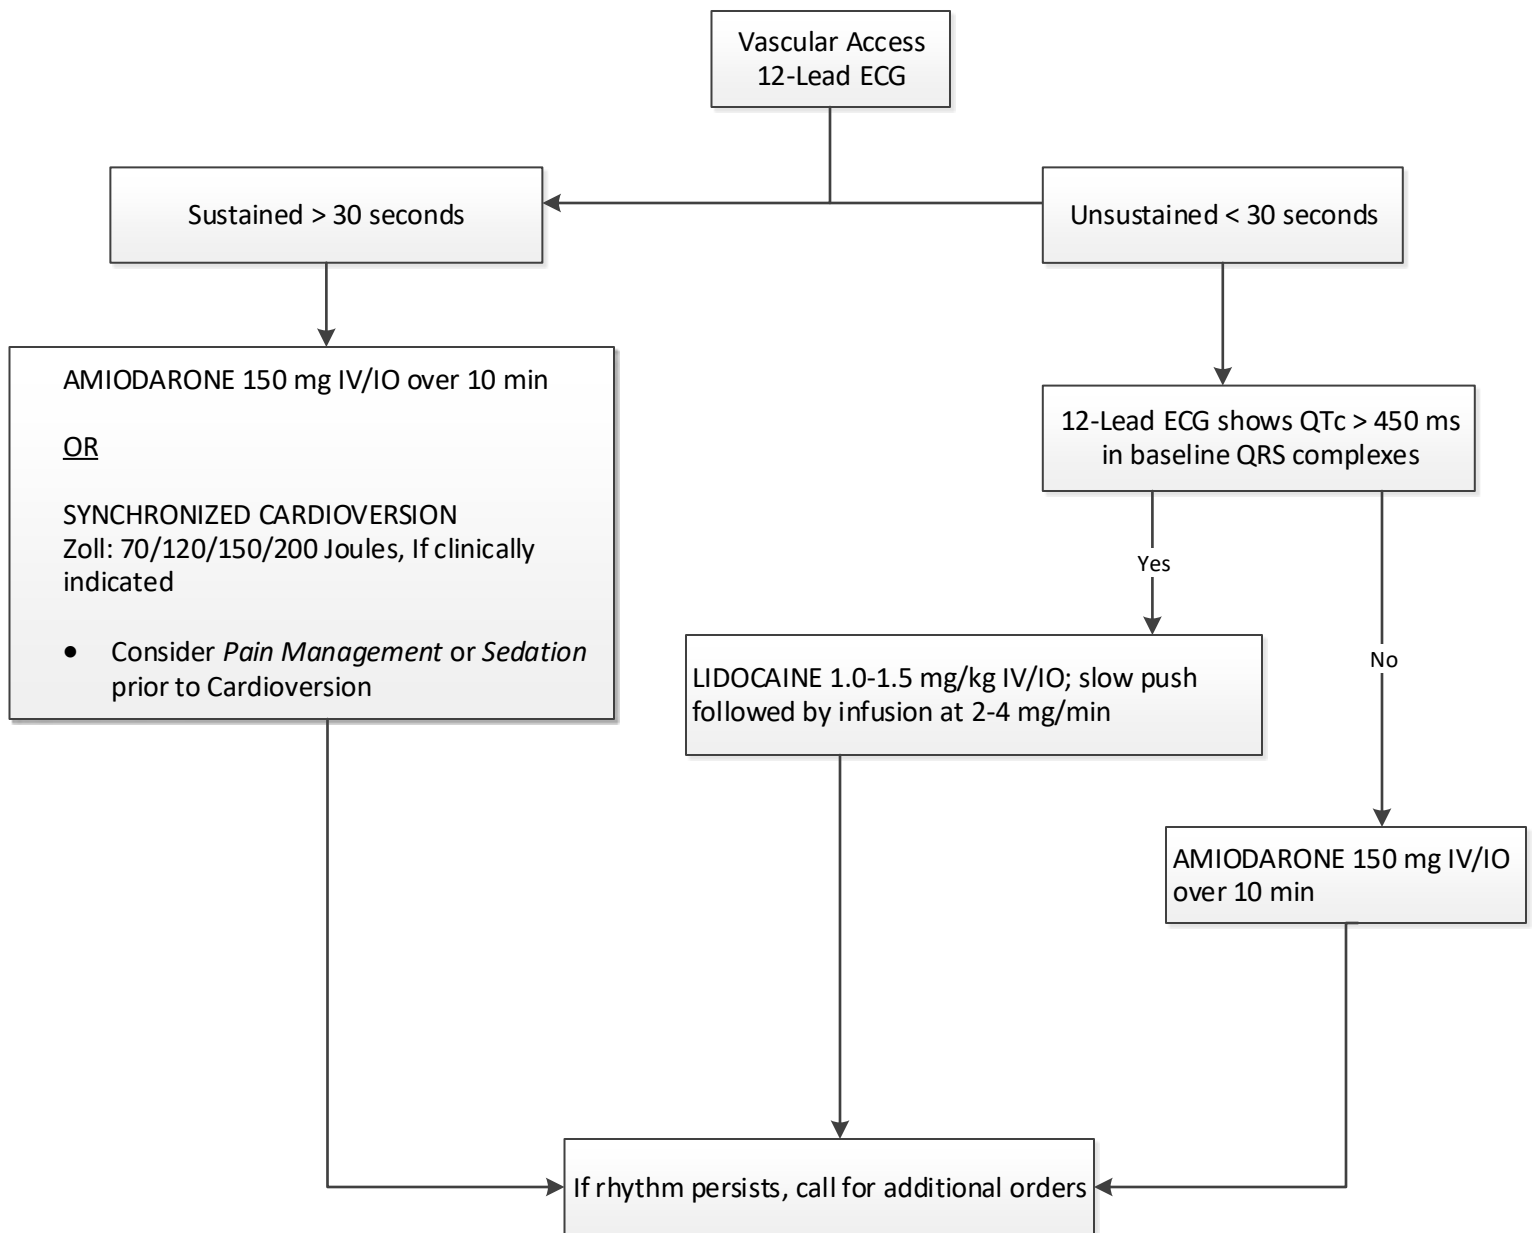 Vascular Access
12-Lead ECG
Sustained > 30 seconds
Unsustained < 30 seconds
AMIODARONE 150 mg IV/IO over 10 min
OR
SYNCHRONIZED CARDIOVERSION
Zoll: 70/120/150/200 Joules, If clinically
indicated
• Consider Pain Management or Sedation
prior to Cardioversion
12-Lead ECG shows QTc > 450 ms
in baseline QRS complexes
Yes
No
LIDOCAINE 1.0-1.5 mg/kg IV/IO; slow push
followed by infusion at 2-4 mg/min
AMIODARONE 150 mg IV/IO
over 10 min
If rhythm persists, call for additional orders